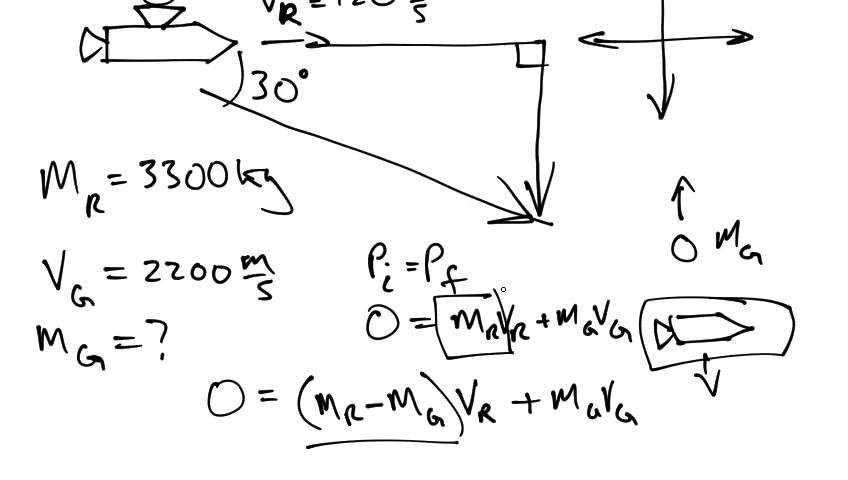 30°
M_R = 3300 kg
V_G = 2200 m/s
M_G = ?
P_i = P_f
0 = m_R V_R + m_G V_G
m_G
0 = (m_R - m_G) V_R + m_G V_G